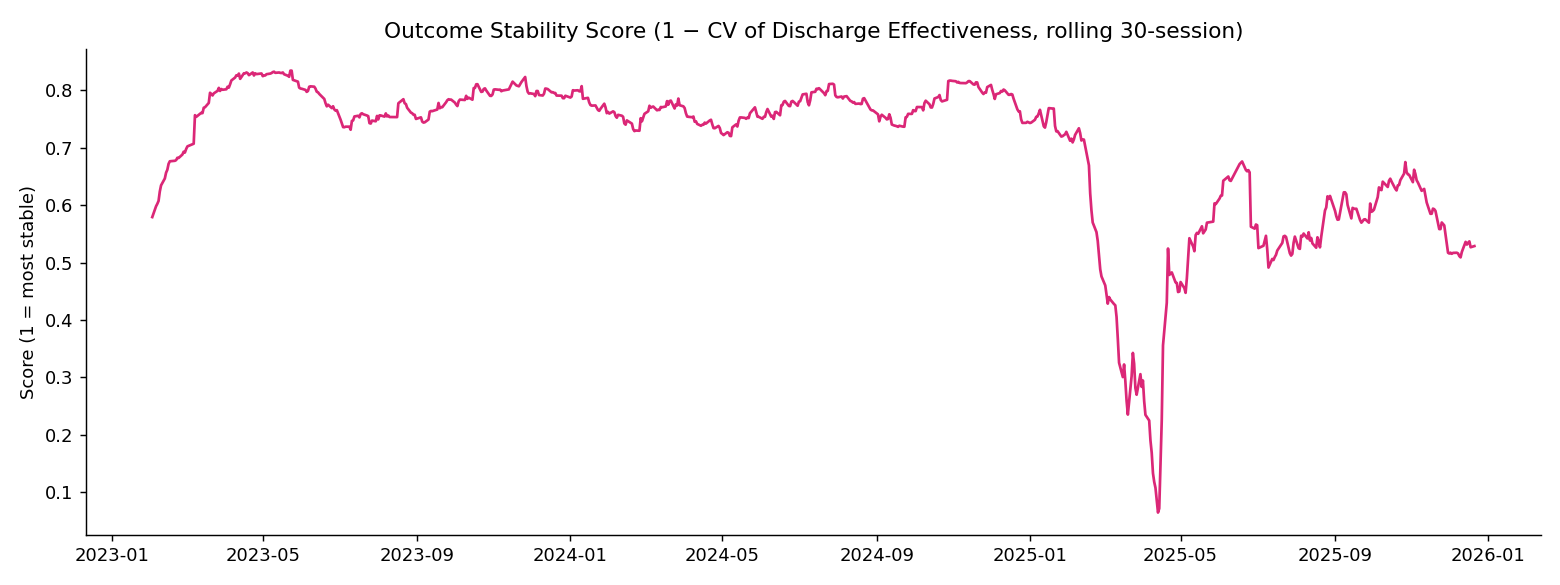 Outcome Stability Score (1 − CV of Discharge Effectiveness, rolling 30-session)
Score (1 = most stable)
0.8
0.7
0.6
0.5
0.4
0.3
0.2
0.1
2023-01 2023-05 2023-09 2024-01 2024-05 2024-09 2025-01 2025-05 2025-09 2026-01